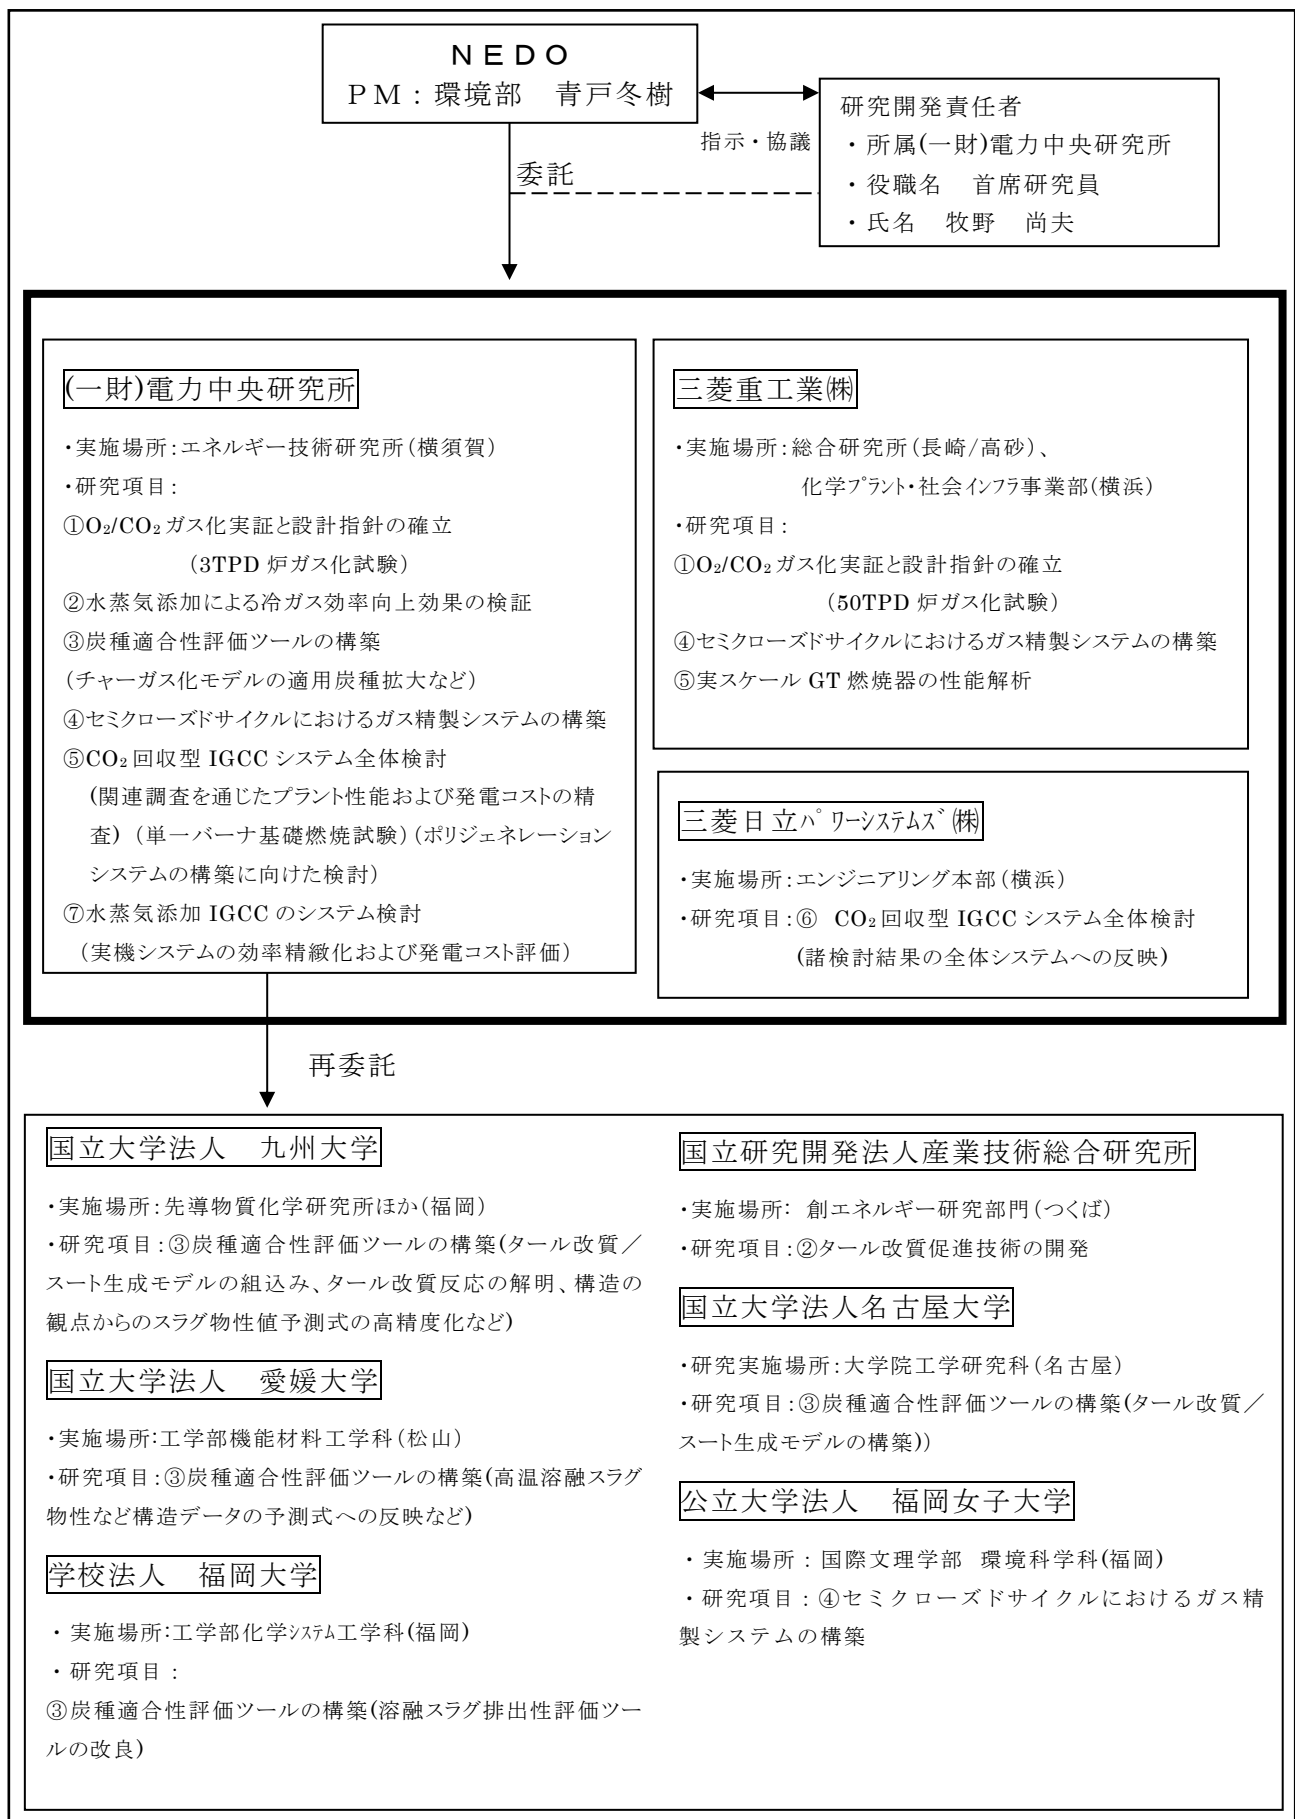 NEDO
PM：環境部　青戸冬樹
研究開発責任者
・所属(一財)電力中央研究所
・役職名　首席研究員
・氏名　牧野　尚夫
指示・協議
委託
(一財)電力中央研究所
・実施場所：エネルギー技術研究所（横須賀）
・研究項目：
①O₂/CO₂ガス化実証と設計指針の確立
（3TPD 炉ガス化試験）
②水蒸気添加による冷ガス効率向上効果の検証
③炭種適合性評価ツールの構築
（チャーガス化モデルの適用炭種拡大など）
④セミクローズドサイクルにおけるガス精製システムの構築
⑤CO₂回収型 IGCC システム全体検討
(関連調査を通じたプラント性能および発電コストの精
査）（単一バーナ基礎燃焼試験）（ポリジェネレーション
システムの構築に向けた検討）
⑦水蒸気添加 IGCC のシステム検討
（実機システムの効率精緻化および発電コスト評価）
三菱重工業㈱
・実施場所：総合研究所（長崎/高砂）、
化学ﾌﾟﾗﾝﾄ・社会ｲﾝﾌﾗ事業部（横浜）
・研究項目：
①O₂/CO₂ガス化実証と設計指針の確立
（50TPD 炉ガス化試験）
④セミクローズドサイクルにおけるガス精製システムの構築
⑤実スケール GT 燃焼器の性能解析
三菱日立ﾊﾟﾜｰｼｽﾃﾑｽﾞ㈱
・実施場所：エンジニアリング本部（横浜）
・研究項目：⑥ CO₂回収型 IGCC システム全体検討
(諸検討結果の全体システムへの反映）
再委託
国立大学法人　九州大学
・実施場所：先導物質化学研究所ほか（福岡）
・研究項目：③炭種適合性評価ツールの構築(タール改質／
スート生成モデルの組込み、タール改質反応の解明、構造の
観点からのスラグ物性値予測式の高精度化など)
国立大学法人　愛媛大学
・実施場所：工学部機能材料工学科（松山）
・研究項目：③炭種適合性評価ツールの構築(高温溶融スラグ
物性など構造データの予測式への反映など)
学校法人　福岡大学
・実施場所：工学部化学ｼｽﾃﾑ工学科(福岡)
・研究項目：
③炭種適合性評価ツールの構築(溶融スラグ排出性評価ツー
ルの改良)
国立研究開発法人産業技術総合研究所
・実施場所： 創エネルギー研究部門（つくば）
・研究項目：②タール改質促進技術の開発
国立大学法人名古屋大学
・研究実施場所：大学院工学研究科（名古屋）
・研究項目：③炭種適合性評価ツールの構築(タール改質／
スート生成モデルの構築)）
公立大学法人　福岡女子大学
・実施場所：国際文理学部 環境科学科(福岡)
・研究項目：④セミクローズドサイクルにおけるガス精
製システムの構築